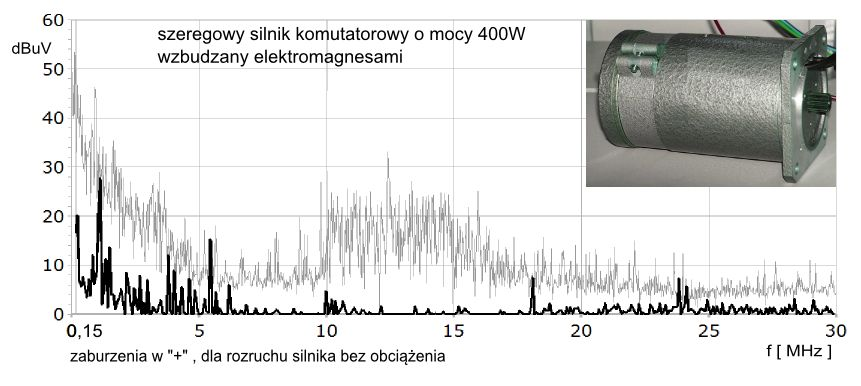 szeregowy silnik komutatorowy o mocy 400W
wzbudzany elektromagnesami
60
dBuV
50
40
30
20
10
0
0,15 5 10 15 20 25 30
f [ MHz ]
zaburzenia w "+" , dla rozruchu silnika bez obciążenia